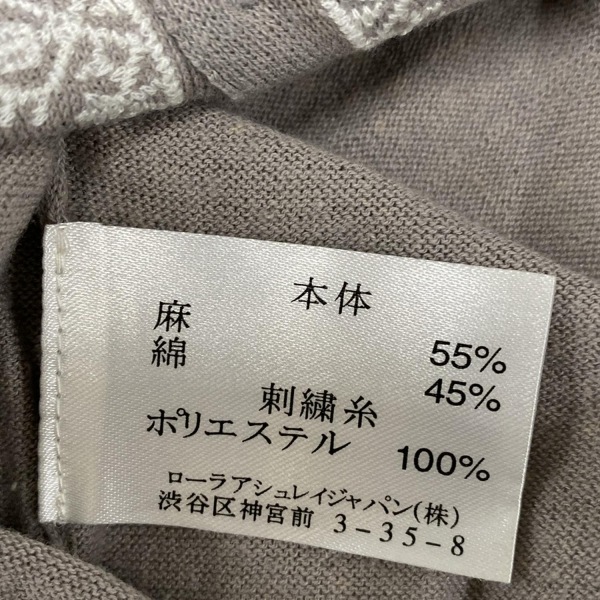 本体
麻 55%
綿 45%
刺繍糸
ポリエステル 100%
ローラアシュレイジャパン(株)
渋谷区神宮前 3-35-8